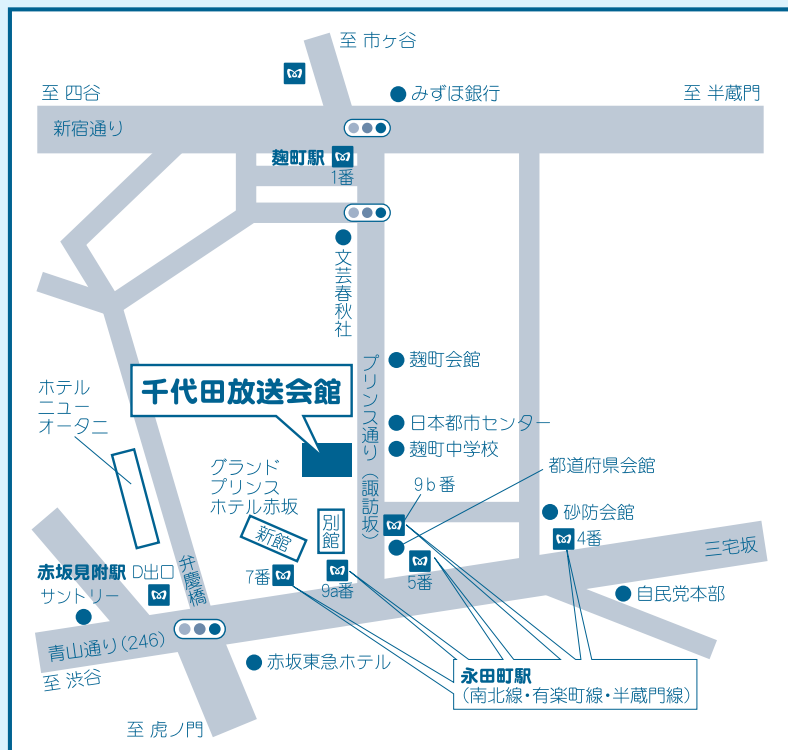 至 市ヶ谷
至 四谷
みずほ銀行
至 半蔵門
新宿通り
麹町駅
1番
文芸春秋社
プリンス通り（諏訪坂）
麹町会館
千代田放送会館
ホテル
ニュー
オータニ
日本都市センター
麹町中学校
グランド
プリンス
ホテル赤坂
都道府県会館
9b番
新館
別館
砂防会館
4番
三宅坂
赤坂見附駅 D出口
弁慶橋
7番
9a番
5番
サントリー
自民党本部
青山通り(246)
至 渋谷
赤坂東急ホテル
永田町駅
(南北線・有楽町線・半蔵門線)
至 虎ノ門